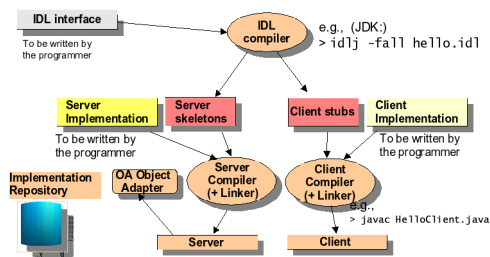 IDL interface
To be written by
the programmer
IDL
compiler
e.g., (JDK:)
> idlj -fall hello.idl
Server
Implementation
Server
skeletons
Client stubs
Client
Implementation
To be written by
the programmer
To be written by
the programmer
Implementation
Repository
OA Object
Adapter
Server
Compiler
(+ Linker)
Client
Compiler
(+ Linker)
e.g.,
> javac HelloClient.java
Server
Client